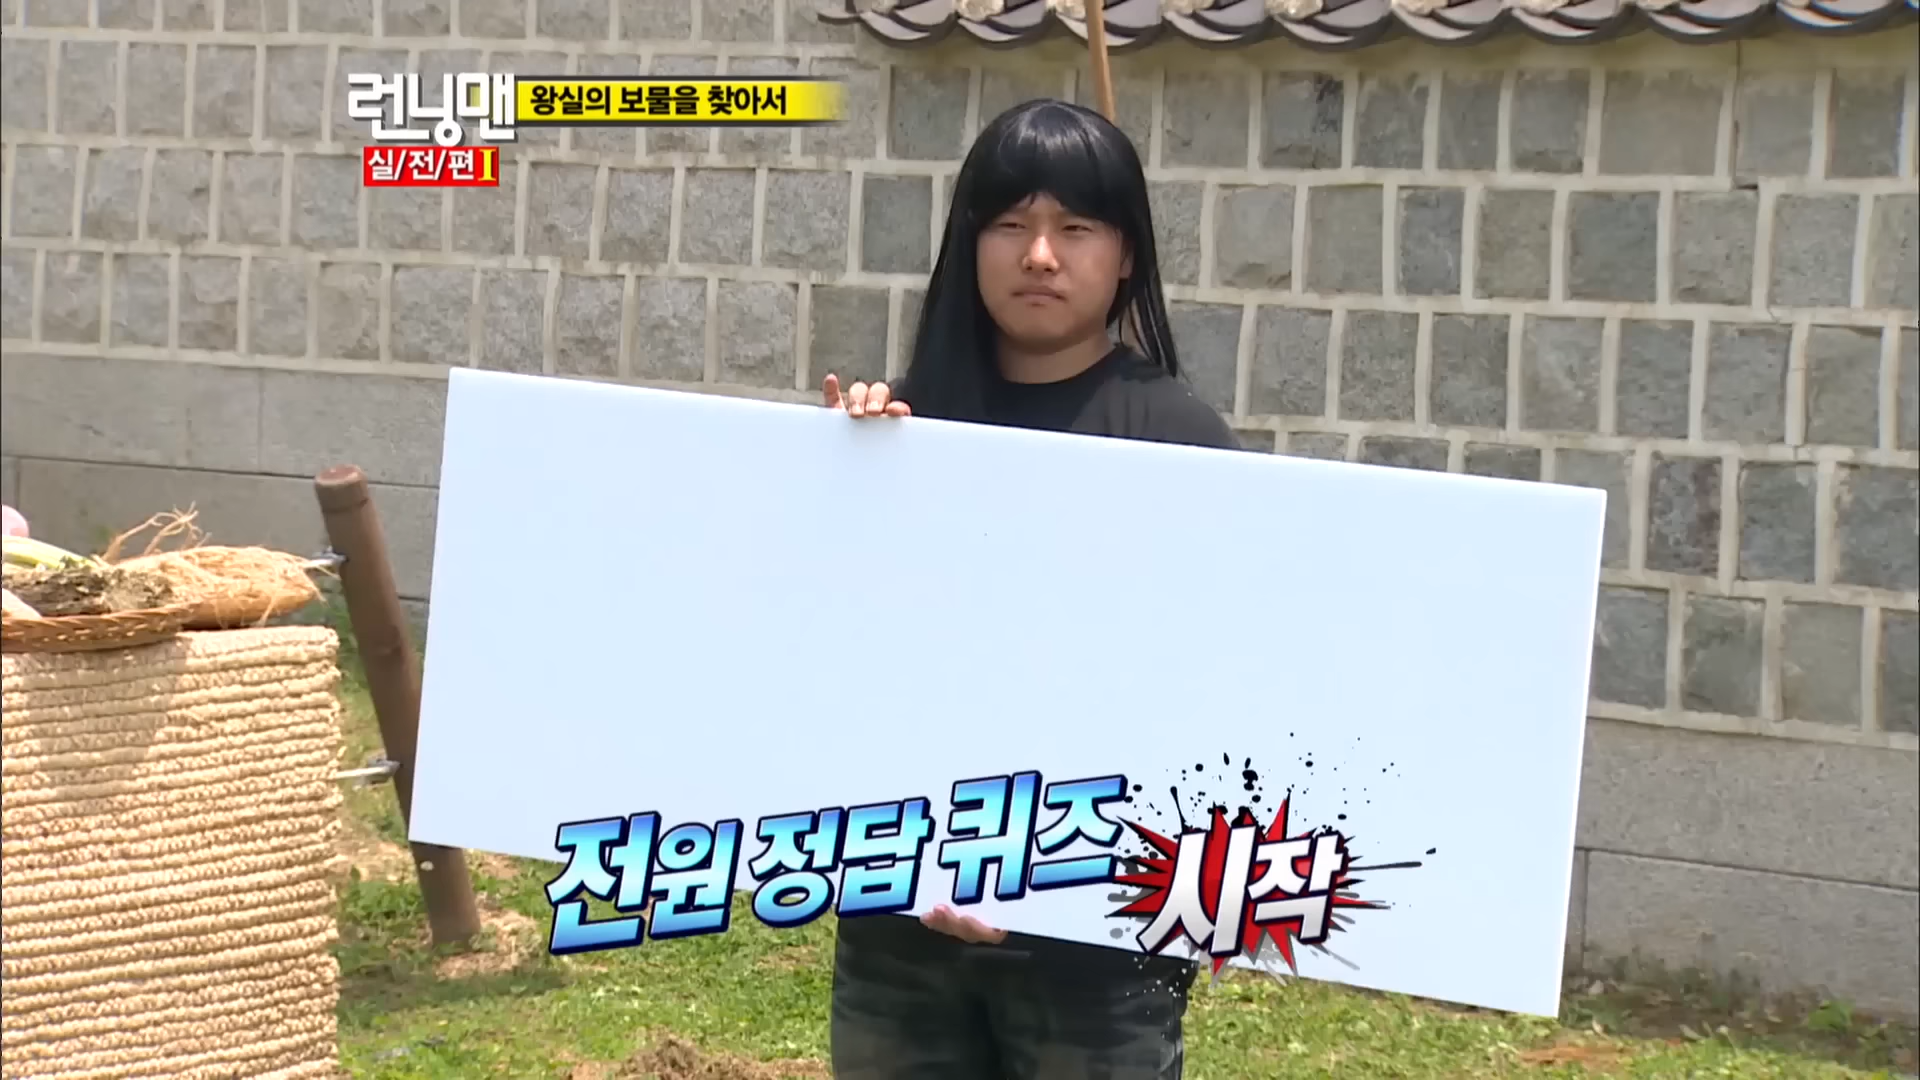 런닝맨 왕실의 보물을 찾아서
실/전/편 I
전원 정답 퀴즈 시작